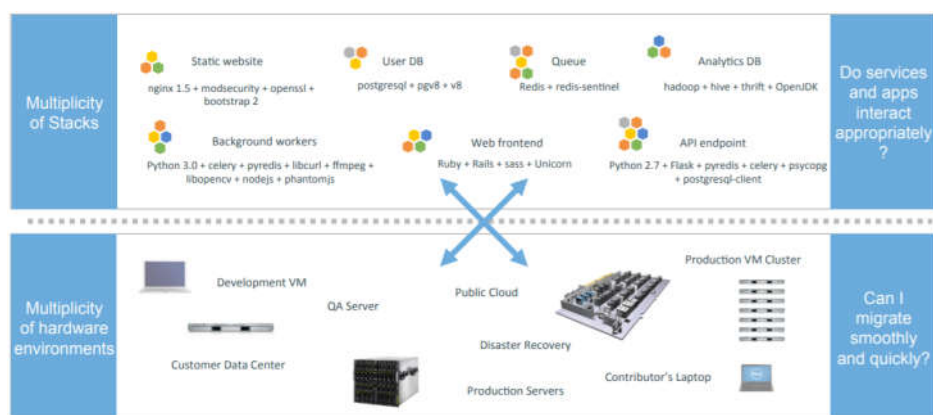 Multiplicity
of Stacks
Static website
nginx 1.5 + modsecurity + openssl +
bootstrap 2
User DB
postgresql + pgv8 + v8
Queue
Redis + redis-sentinel
Analytics DB
hadoop + hive + thrift + OpenJDK
Background workers
Python 3.0 + celery + pyredis + libcurl + ffmpeg +
libopencv + nodejs + phantomjs
Web frontend
Ruby + Rails + sass + Unicorn
API endpoint
Python 2.7 + Flask + pyredis + celery + psycopg
+ postgresql-client
Do services
and apps
interact
appropriately
?
Multiplicity
of hardware
environments
Development VM
QA Server
Public Cloud
Production VM Cluster
Customer Data Center
Disaster Recovery
Production Servers
Contributor's Laptop
Can I
migrate
smoothly
and quickly?